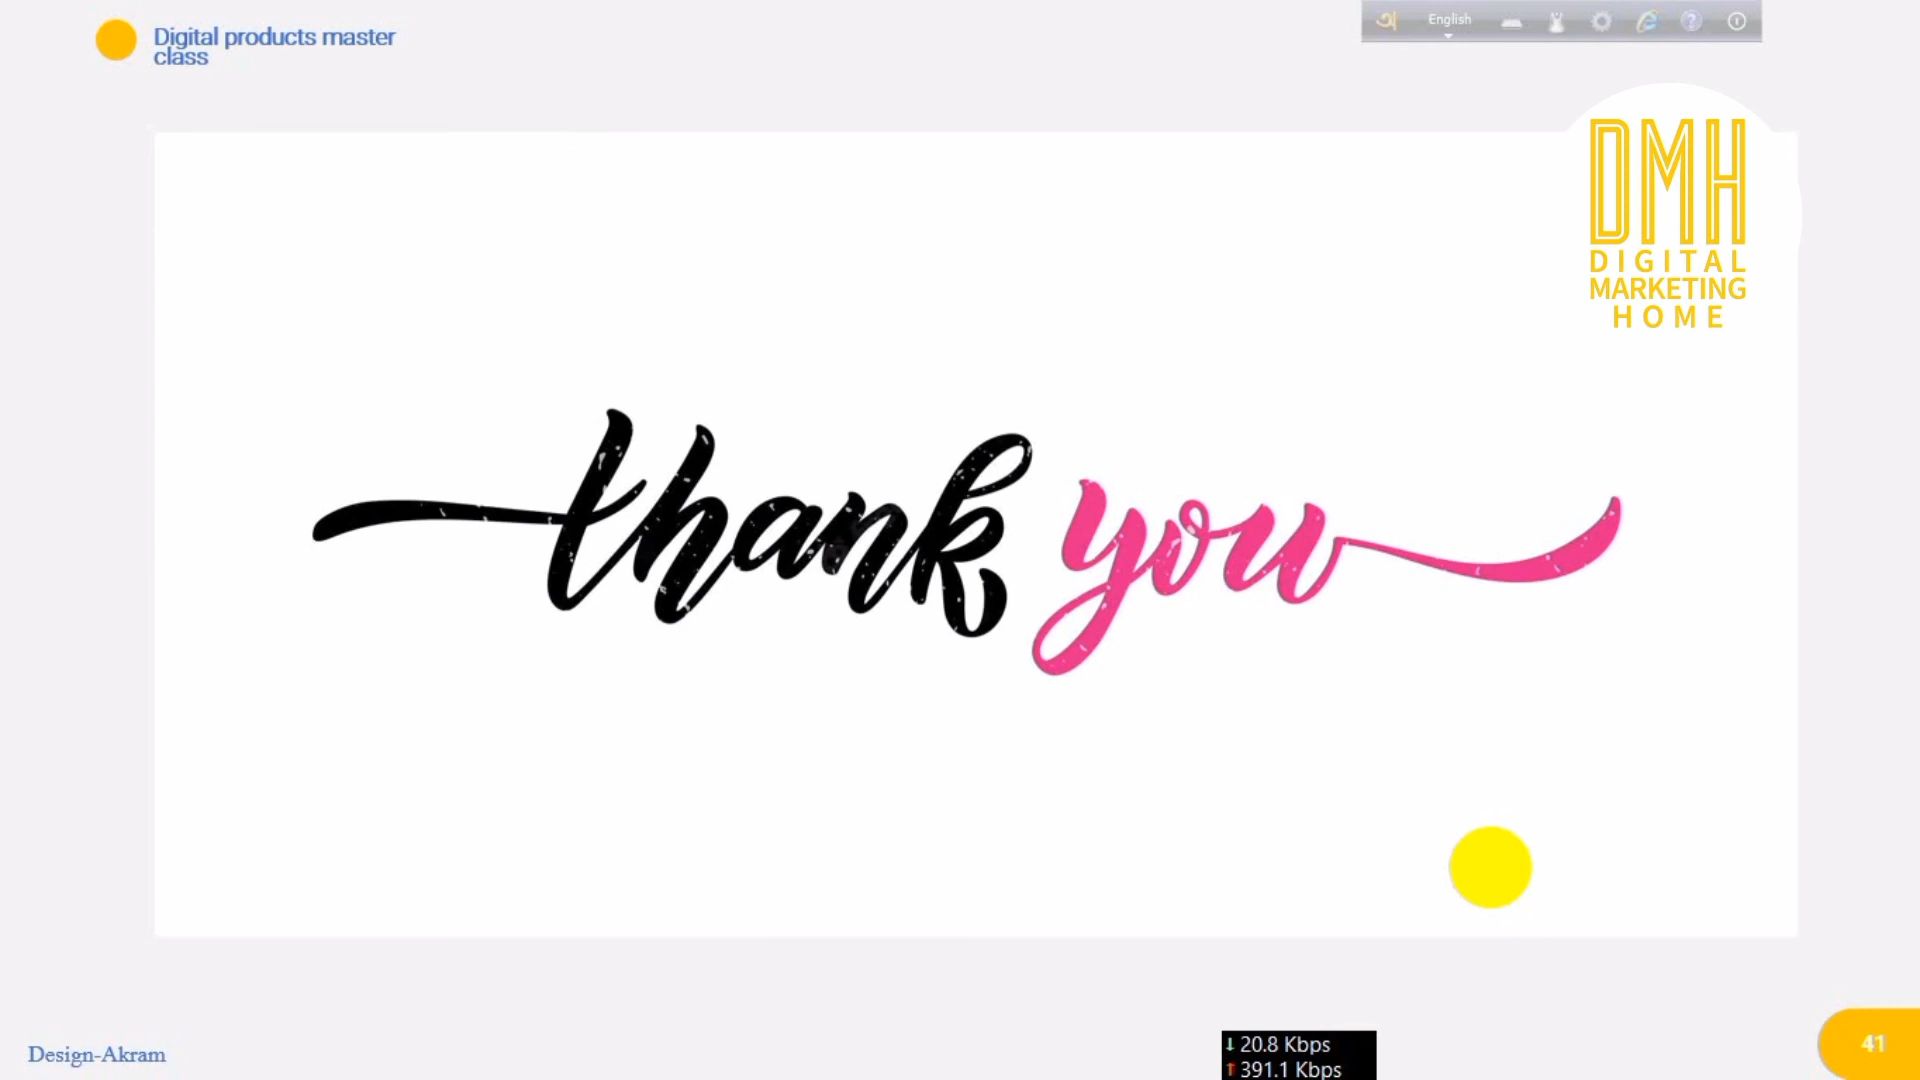 Digital products master
class
অ English
DMH
DIGITAL
MARKETING
HOME
thank you
Design-Akram
↓ 20.8 Kbps
↑ 391.1 Kbps
41